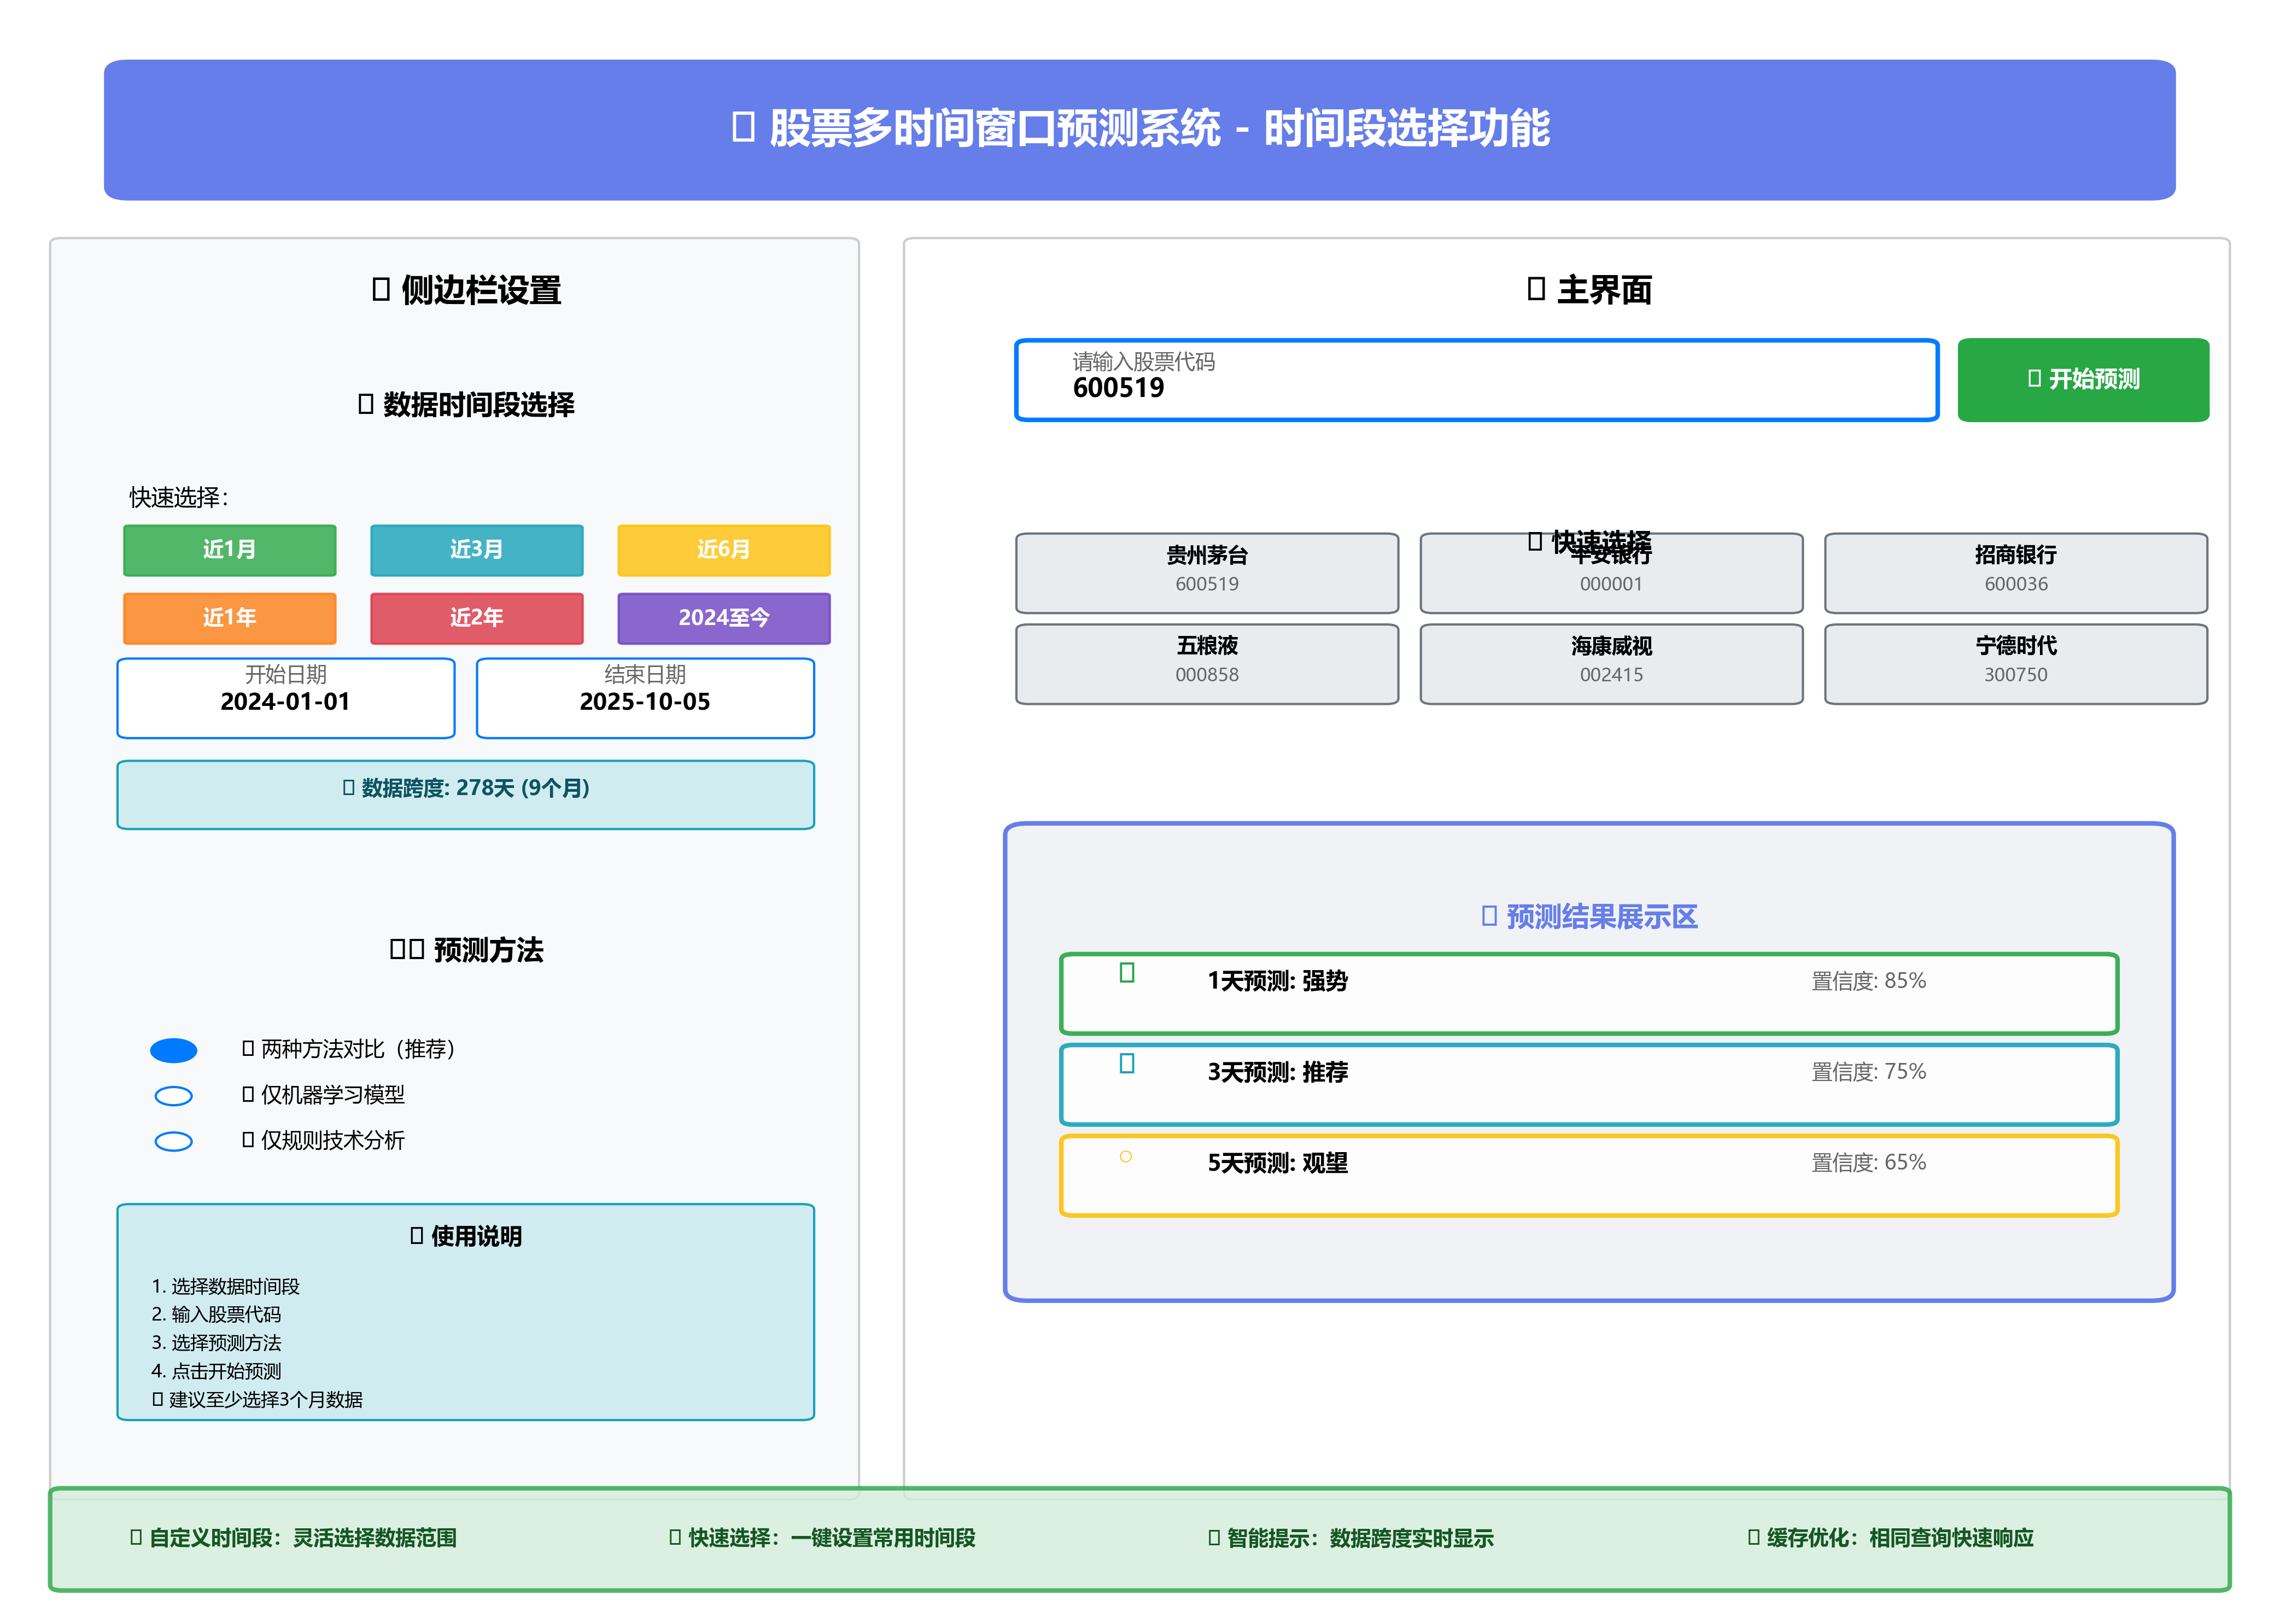 股票多时间窗口预测系统 - 时间段选择功能
侧边栏设置
数据时间段选择
快速选择：
近1月 近3月 近6月
近1年 近2年 2024至今
开始日期 结束日期
2024-01-01 2025-10-05
数据跨度: 278天 (9个月)
预测方法
两种方法对比（推荐）
仅机器学习模型
仅规则技术分析
使用说明
1. 选择数据时间段
2. 输入股票代码
3. 选择预测方法
4. 点击开始预测
建议至少选择3个月数据
主界面
请输入股票代码
600519
开始预测
快速选择
贵州茅台 平安银行 招商银行
600519 000001 600036
五粮液 海康威视 宁德时代
000858 002415 300750
预测结果展示区
1天预测: 强势 置信度: 85%
3天预测: 推荐 置信度: 75%
5天预测: 观望 置信度: 65%
自定义时间段：灵活选择数据范围 快速选择：一键设置常用时间段 智能提示：数据跨度实时显示 缓存优化：相同查询快速响应